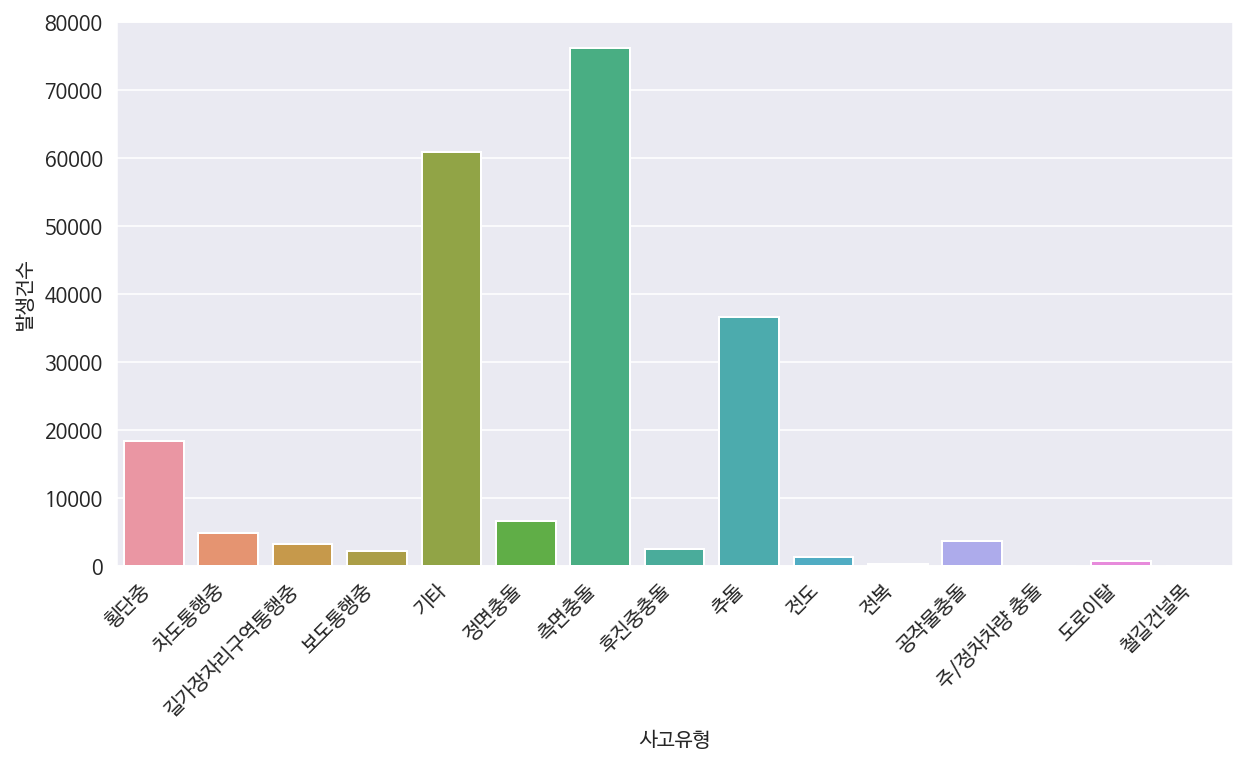 80000
70000
60000
50000
40000
30000
20000
10000
0
발생건수
횡단중
차도통행중
길가장자리구역통행중
보도통행중
기타
정면충돌
측면충돌
후진중충돌
추돌
전도
전복
공작물충돌
주/정차차량 충돌
도로이탈
철길건널목
사고유형